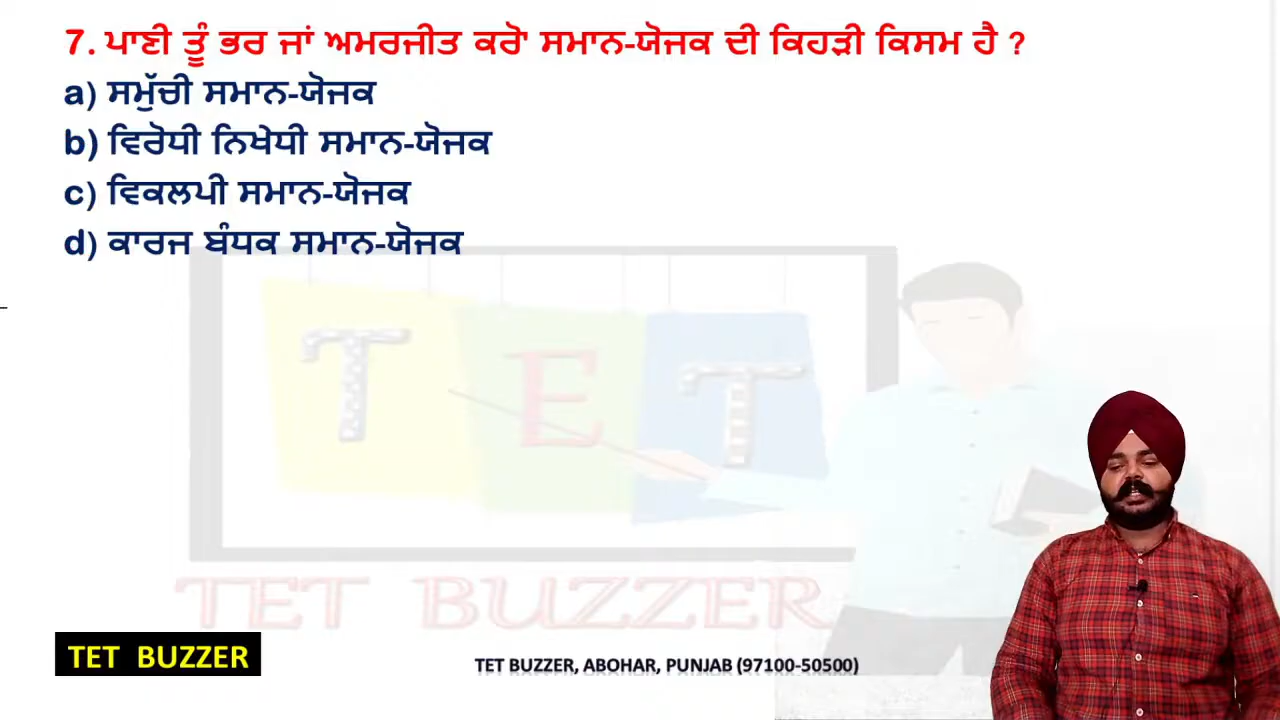 7. ਪਾਣੀ ਤੂੰ ਭਰ ਜਾਂ ਅਮਰਜੀਤ ਕਰੋ ਸਮਾਨ-ਯੋਜਕ ਦੀ ਕਿਹੜੀ ਕਿਸਮ ਹੈ ?
a) ਸਮੁੱਚੀ ਸਮਾਨ-ਯੋਜਕ
b) ਵਿਰੋਧੀ ਨਿਖੇਧੀ ਸਮਾਨ-ਯੋਜਕ
c) ਵਿਕਲਪੀ ਸਮਾਨ-ਯੋਜਕ
d) ਕਾਰਜ ਬੰਧਕ ਸਮਾਨ-ਯੋਜਕ
T E T
TET BUZZER
TET BUZZER
TET BUZZER, ABOHAR, PUNJAB (97100-50500)